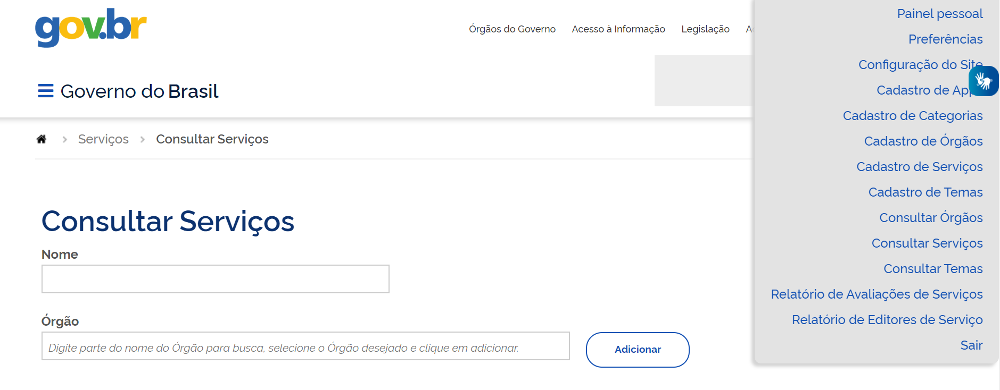 gov.br
Órgãos do Governo
Acesso à Informação
Legislação
Governo do Brasil
Serviços
Consultar Serviços
Consultar Serviços
Nome
Órgão
Digite parte do nome do Órgão para busca, selecione o Órgão desejado e clique em adicionar.
Adicionar
Painel pessoal
Preferências
Configuração do Site
Cadastro de
Cadastro de Categorias
Cadastro de Órgãos
Cadastro de Serviços
Cadastro de Temas
Consultar Órgãos
Consultar Serviços
Consultar Temas
Relatório de Avaliações de Serviços
Relatório de Editores de Serviço
Sair